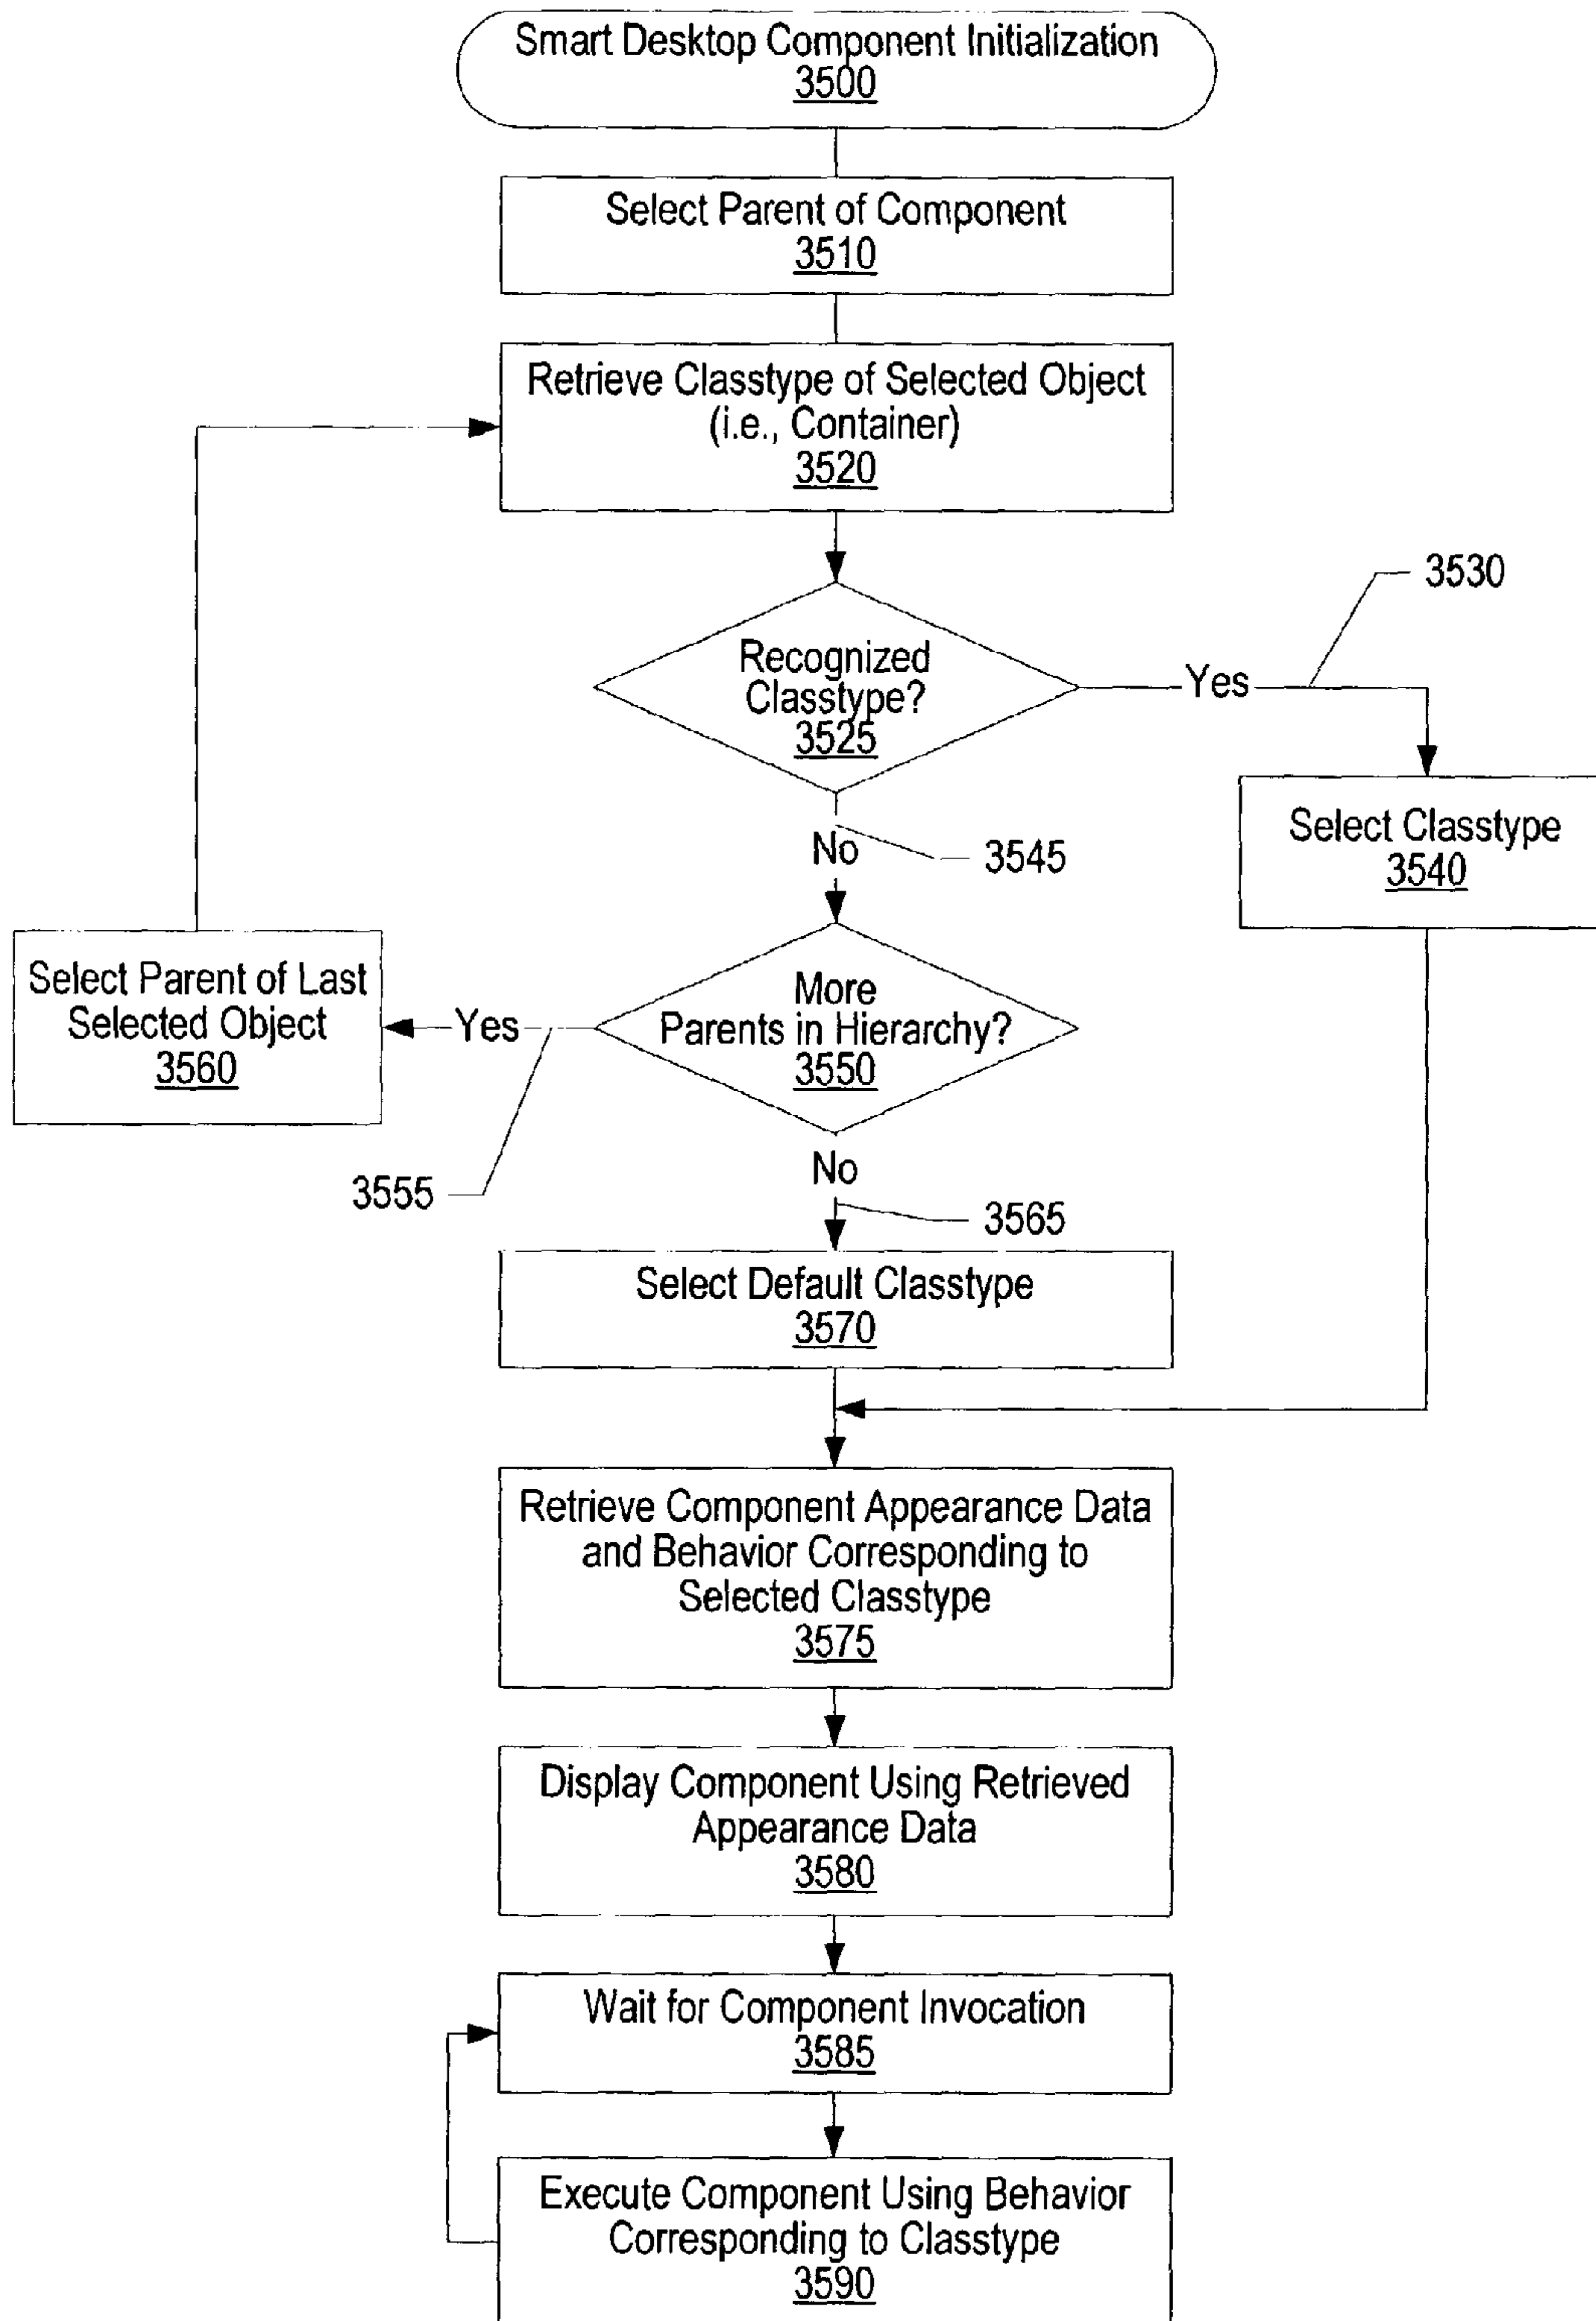 Smart Desktop Component Initialization
3500
Select Parent of Component
3510
Retrieve Classtype of Selected Object
(i.e., Container)
3520
Recognized
Classtype?
3525
Yes
3530
Select Classtype
3540
No
3545
More
Parents in Hierarchy?
3550
Yes
3555
Select Parent of Last
Selected Object
3560
No
3565
Select Default Classtype
3570
Retrieve Component Appearance Data
and Behavior Corresponding to
Selected Classtype
3575
Display Component Using Retrieved
Appearance Data
3580
Wait for Component Invocation
3585
Execute Component Using Behavior
Corresponding to Classtype
3590